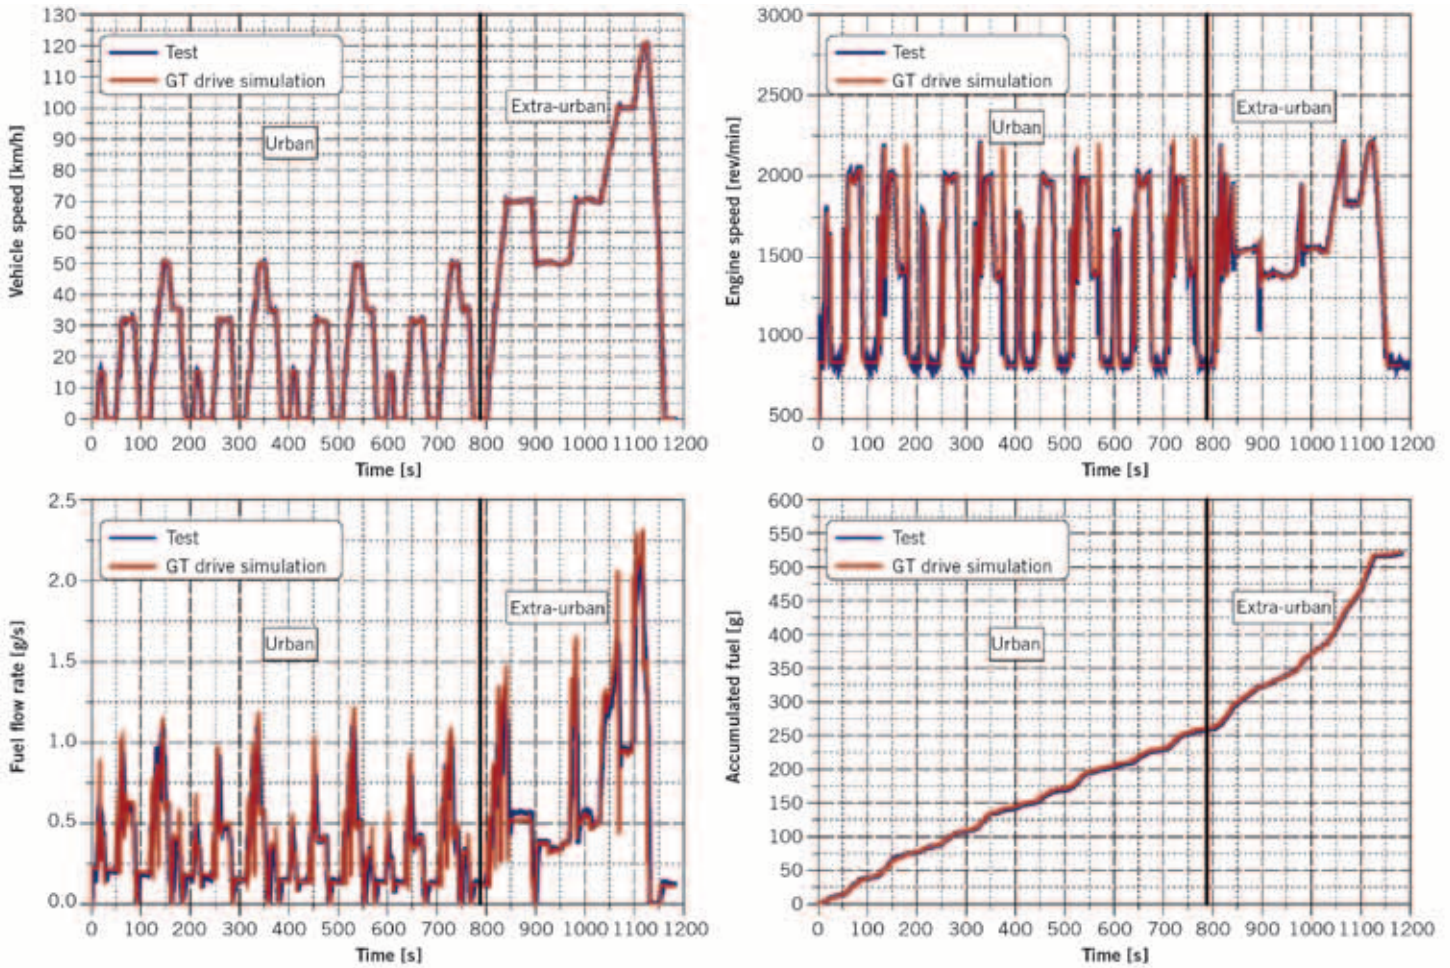 130
120
110
100
90
80
70
60
50
40
30
20
10
0
Vehicle speed [km/h]
Test
GT drive simulation
Urban
Extra-urban
0 100 200 300 400 500 600 700 800 900 1000 1100 1200
Time [s]
3000
2500
2000
1500
1000
500
Engine speed [rev/min]
Test
GT drive simulation
Urban
Extra-urban
0 100 200 300 400 500 600 700 800 900 1000 1100 1200
Time [s]
2.5
2.0
1.5
1.0
0.5
0.0
Fuel flow rate [g/s]
Test
GT drive simulation
Urban
Extra-urban
0 100 200 300 400 500 600 700 800 900 1000 1100 1200
Time [s]
600
550
500
450
400
350
300
250
200
150
100
50
0
Accumulated fuel [g]
Test
GT drive simulation
Urban
Extra-urban
0 100 200 300 400 500 600 700 800 900 1000 1100 1200
Time [s]